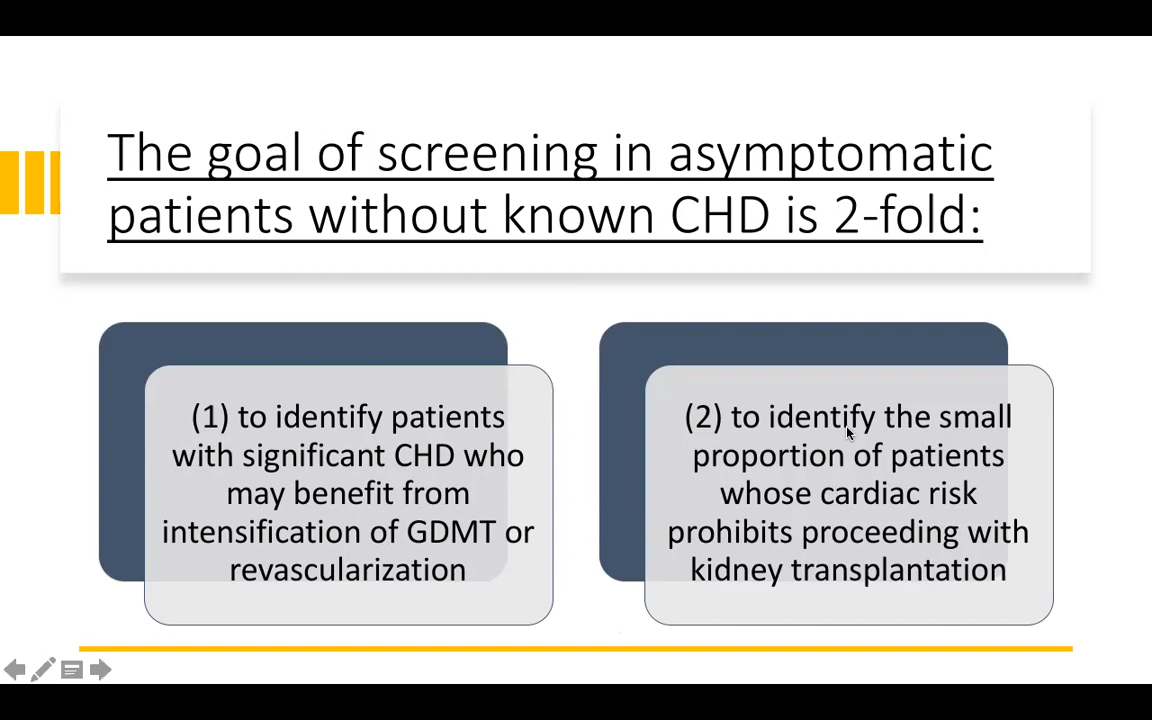 The goal of screening in asymptomatic
patients without known CHD is 2-fold:
(1) to identify patients
with significant CHD who
may benefit from
intensification of GDMT or
revascularization
(2) to identify the small
proportion of patients
whose cardiac risk
prohibits proceeding with
kidney transplantation